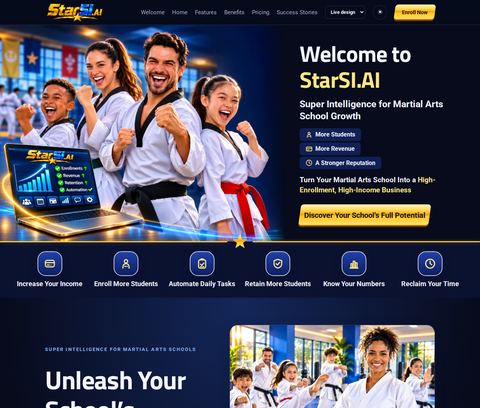 StarSI.AI
Welcome Home Features Benefits Pricing Success Stories Live design Enroll Now
Welcome to
StarSI.AI
Super Intelligence for Martial Arts
School Growth
More Students
More Revenue
A Stronger Reputation
Turn Your Martial Arts School Into a High-
Enrollment, High-Income Business
Discover Your School's Full Potential
StarSI.AI
Enrollments
Revenue
Retention
Automation
Increase Your Income
Enroll More Students
Automate Daily Tasks
Retain More Students
Know Your Numbers
Reclaim Your Time
SUPER INTELLIGENCE FOR MARTIAL ARTS SCHOOLS
Unleash Your
School's